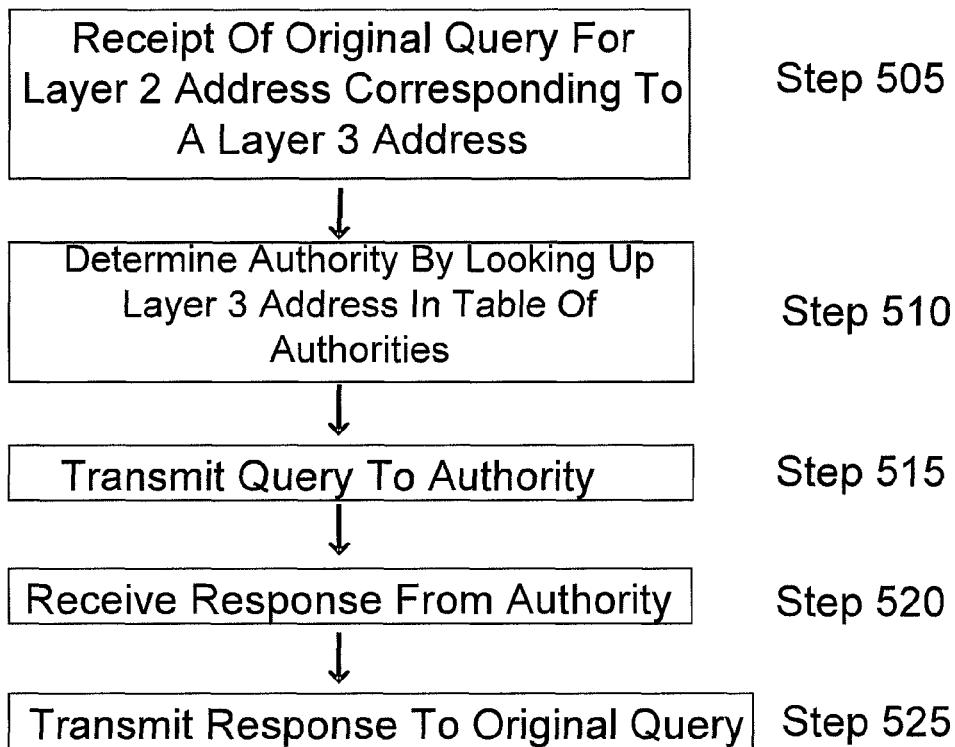 Receipt Of Original Query For
Layer 2 Address Corresponding To
A Layer 3 Address
Step 505
Determine Authority By Looking Up
Layer 3 Address In Table Of
Authorities
Step 510
Transmit Query To Authority
Step 515
Receive Response From Authority
Step 520
Transmit Response To Original Query
Step 525